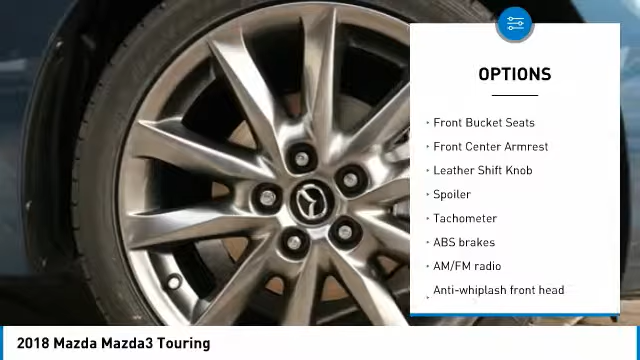 OPTIONS
Front Bucket Seats
Front Center Armrest
Leather Shift Knob
Spoiler
Tachometer
ABS brakes
AM/FM radio
Anti-whiplash front head
2018 Mazda Mazda3 Touring